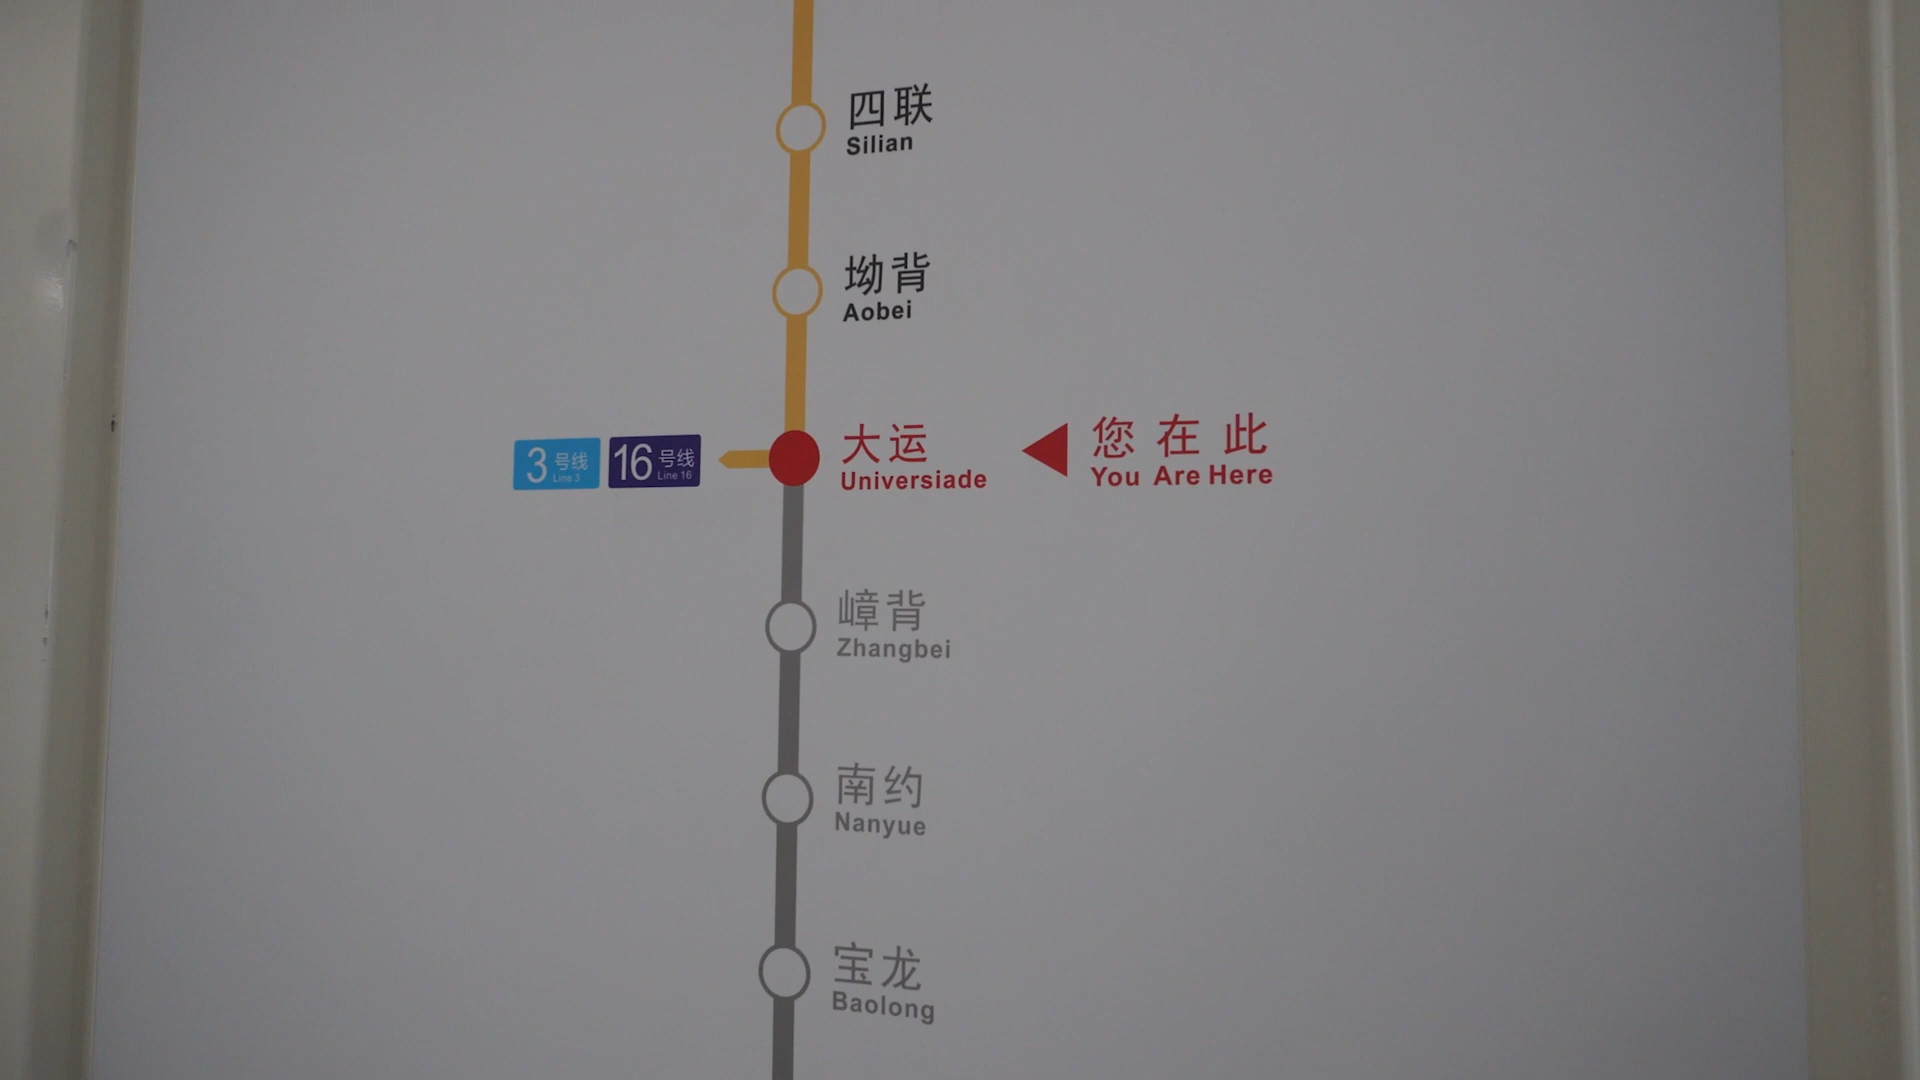 四联
Silian
坳背
Aobei
3号线
Line 3
16号线
Line 16
大运
Universiade
您在此
You Are Here
嶂背
Zhangbei
南约
Nanyue
宝龙
Baolong